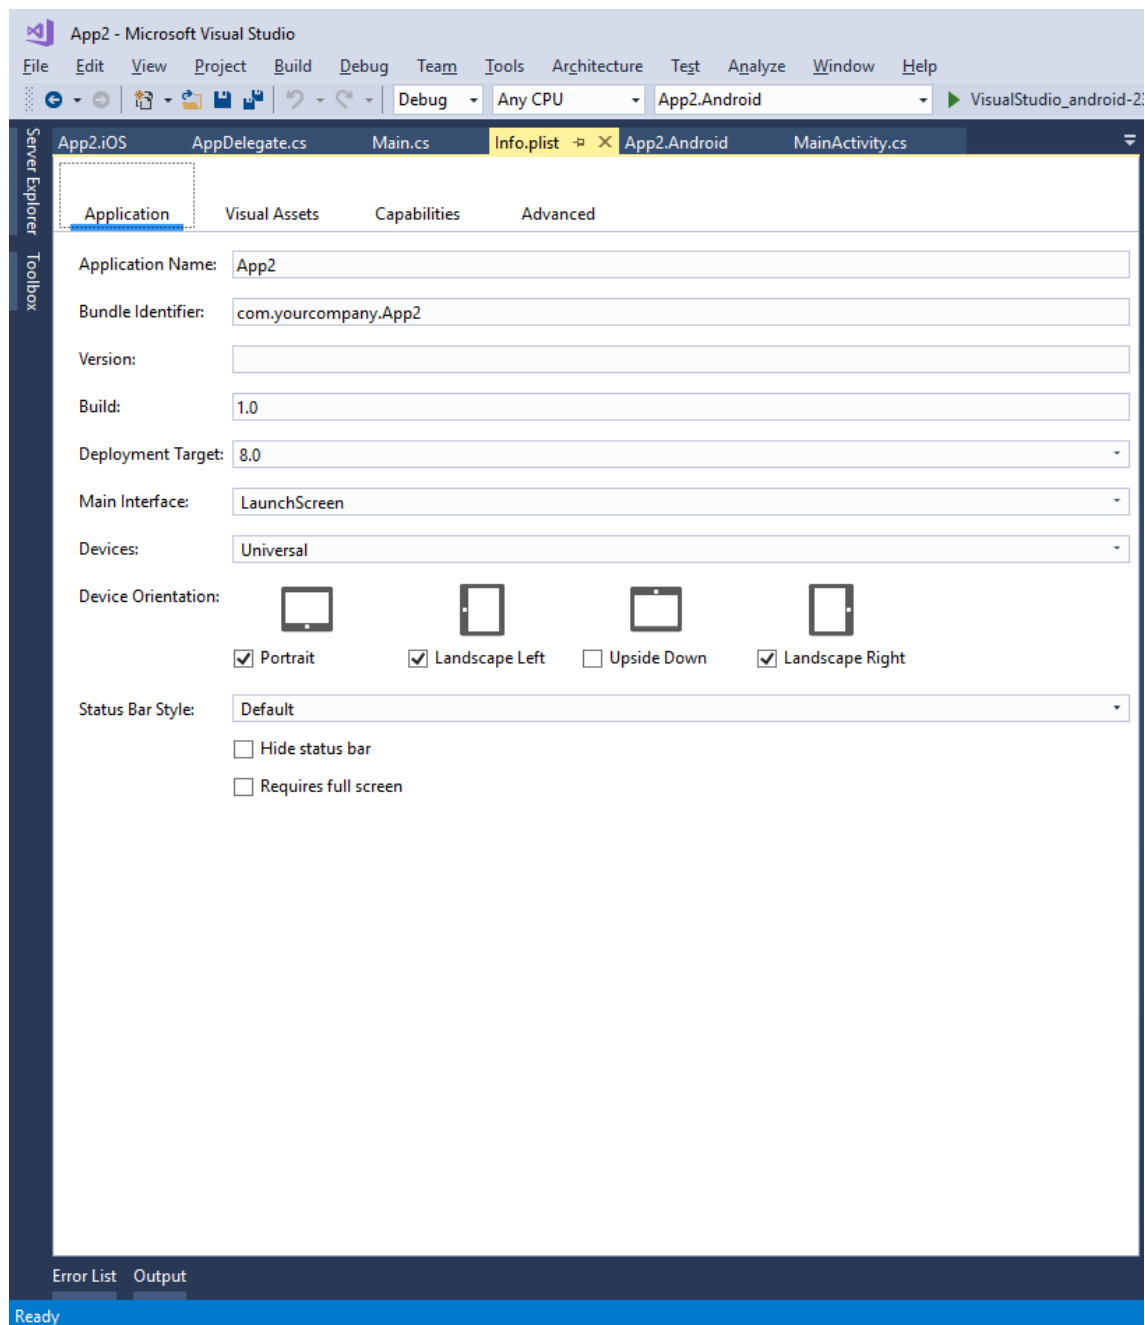 App2 - Microsoft Visual Studio
File Edit View Project Build Debug Team Tools Architecture Test Analyze Window Help
Debug Any CPU App2.Android VisualStudio_android-23
Server Explorer
Toolbox
App2.iOS AppDelegate.cs Main.cs Info.plist App2.Android MainActivity.cs
Application Visual Assets Capabilities Advanced
Application Name: App2
Bundle Identifier: com.yourcompany.App2
Version:
Build: 1.0
Deployment Target: 8.0
Main Interface: LaunchScreen
Devices: Universal
Device Orientation:
Portrait Landscape Left Upside Down Landscape Right
Status Bar Style: Default
Hide status bar
Requires full screen
Error List Output
Ready